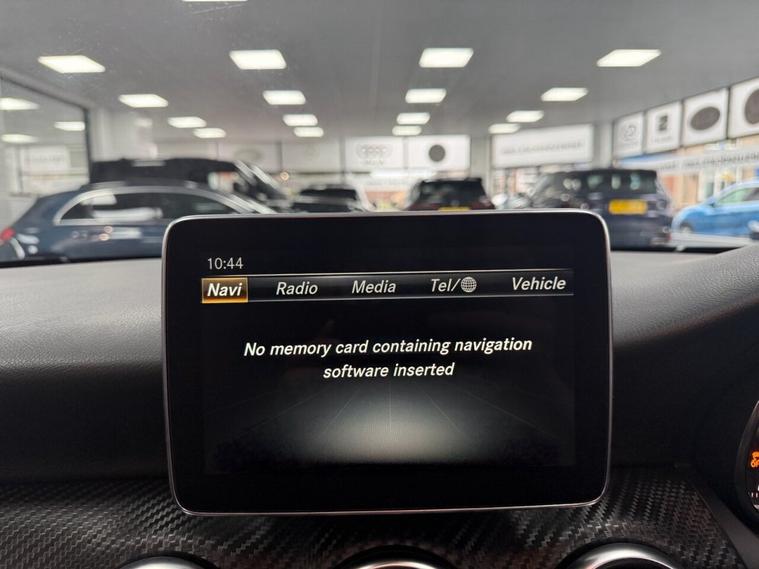 10:44
Navi Radio Media Tel/ Vehicle
No memory card containing navigation
software inserted